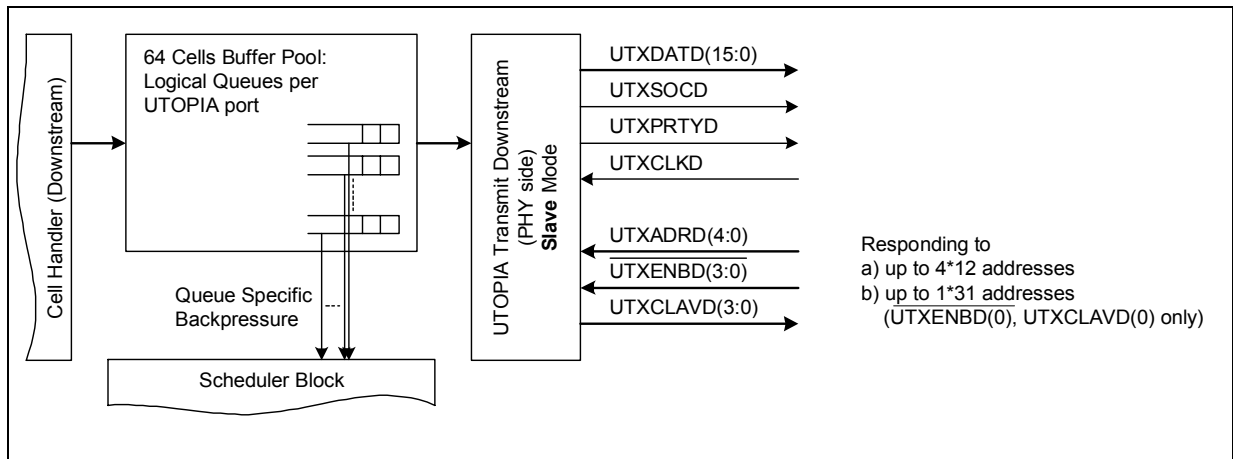 Cell Handler (Downstream)
64 Cells Buffer Pool:
Logical Queues per
UTOPIA port
Queue Specific
Backpressure
Scheduler Block
UTOPIA Transmit Downstream
(PHY side)
Slave Mode
UTXDATD(15:0)
UTXSOCD
UTXPRTYD
UTXCLKD
UTXADRD(4:0)
UTXENBD(3:0)
UTXCLAVD(3:0)
Responding to
a) up to 4*12 addresses
b) up to 1*31 addresses
(UTXENBD(0), UTXCLAVD(0) only)